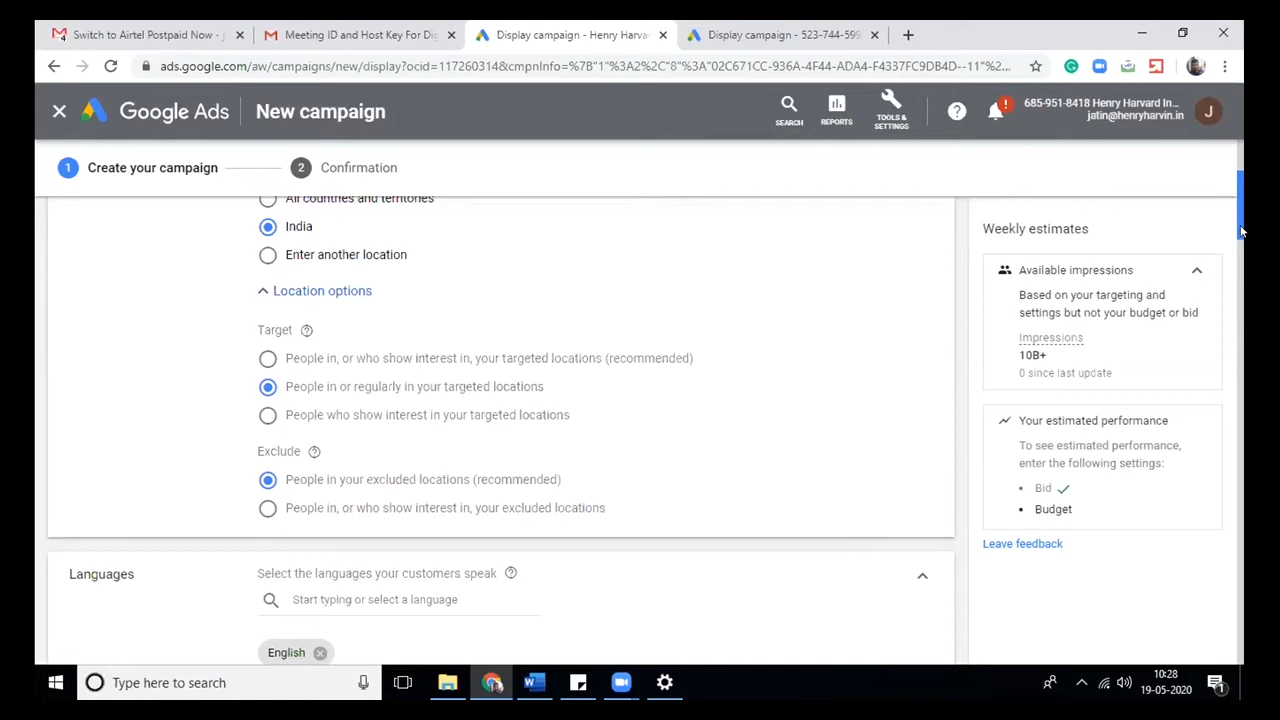 Switch to Airtel Postpaid Now - j
Meeting ID and Host Key For Di
Display campaign - Henry Harva
Display campaign - 523-744-599
ads.google.com/aw/campaigns/new/display?ocid=117260314&cmpnInfo=%7B"1"%3A2%2C"8"%3A"02C671CC-936A-4F44-ADA4-F4337FC9DB4D--11"%2...
Google Ads
New campaign
SEARCH
REPORTS
TOOLS &
SETTINGS
685-951-8418 Henry Harvard In...
jatin@henryharvin.in
J
1 Create your campaign
2 Confirmation
All countries and territories
India
Enter another location
Location options
Target
People in, or who show interest in, your targeted locations (recommended)
People in or regularly in your targeted locations
People who show interest in your targeted locations
Exclude
People in your excluded locations (recommended)
People in, or who show interest in, your excluded locations
Languages
Select the languages your customers speak
Start typing or select a language
English
Weekly estimates
Available impressions
Based on your targeting and
settings but not your budget or bid
Impressions
10B+
0 since last update
Your estimated performance
To see estimated performance,
enter the following settings:
• Bid
• Budget
Leave feedback
Type here to search
10:28
19-05-2020